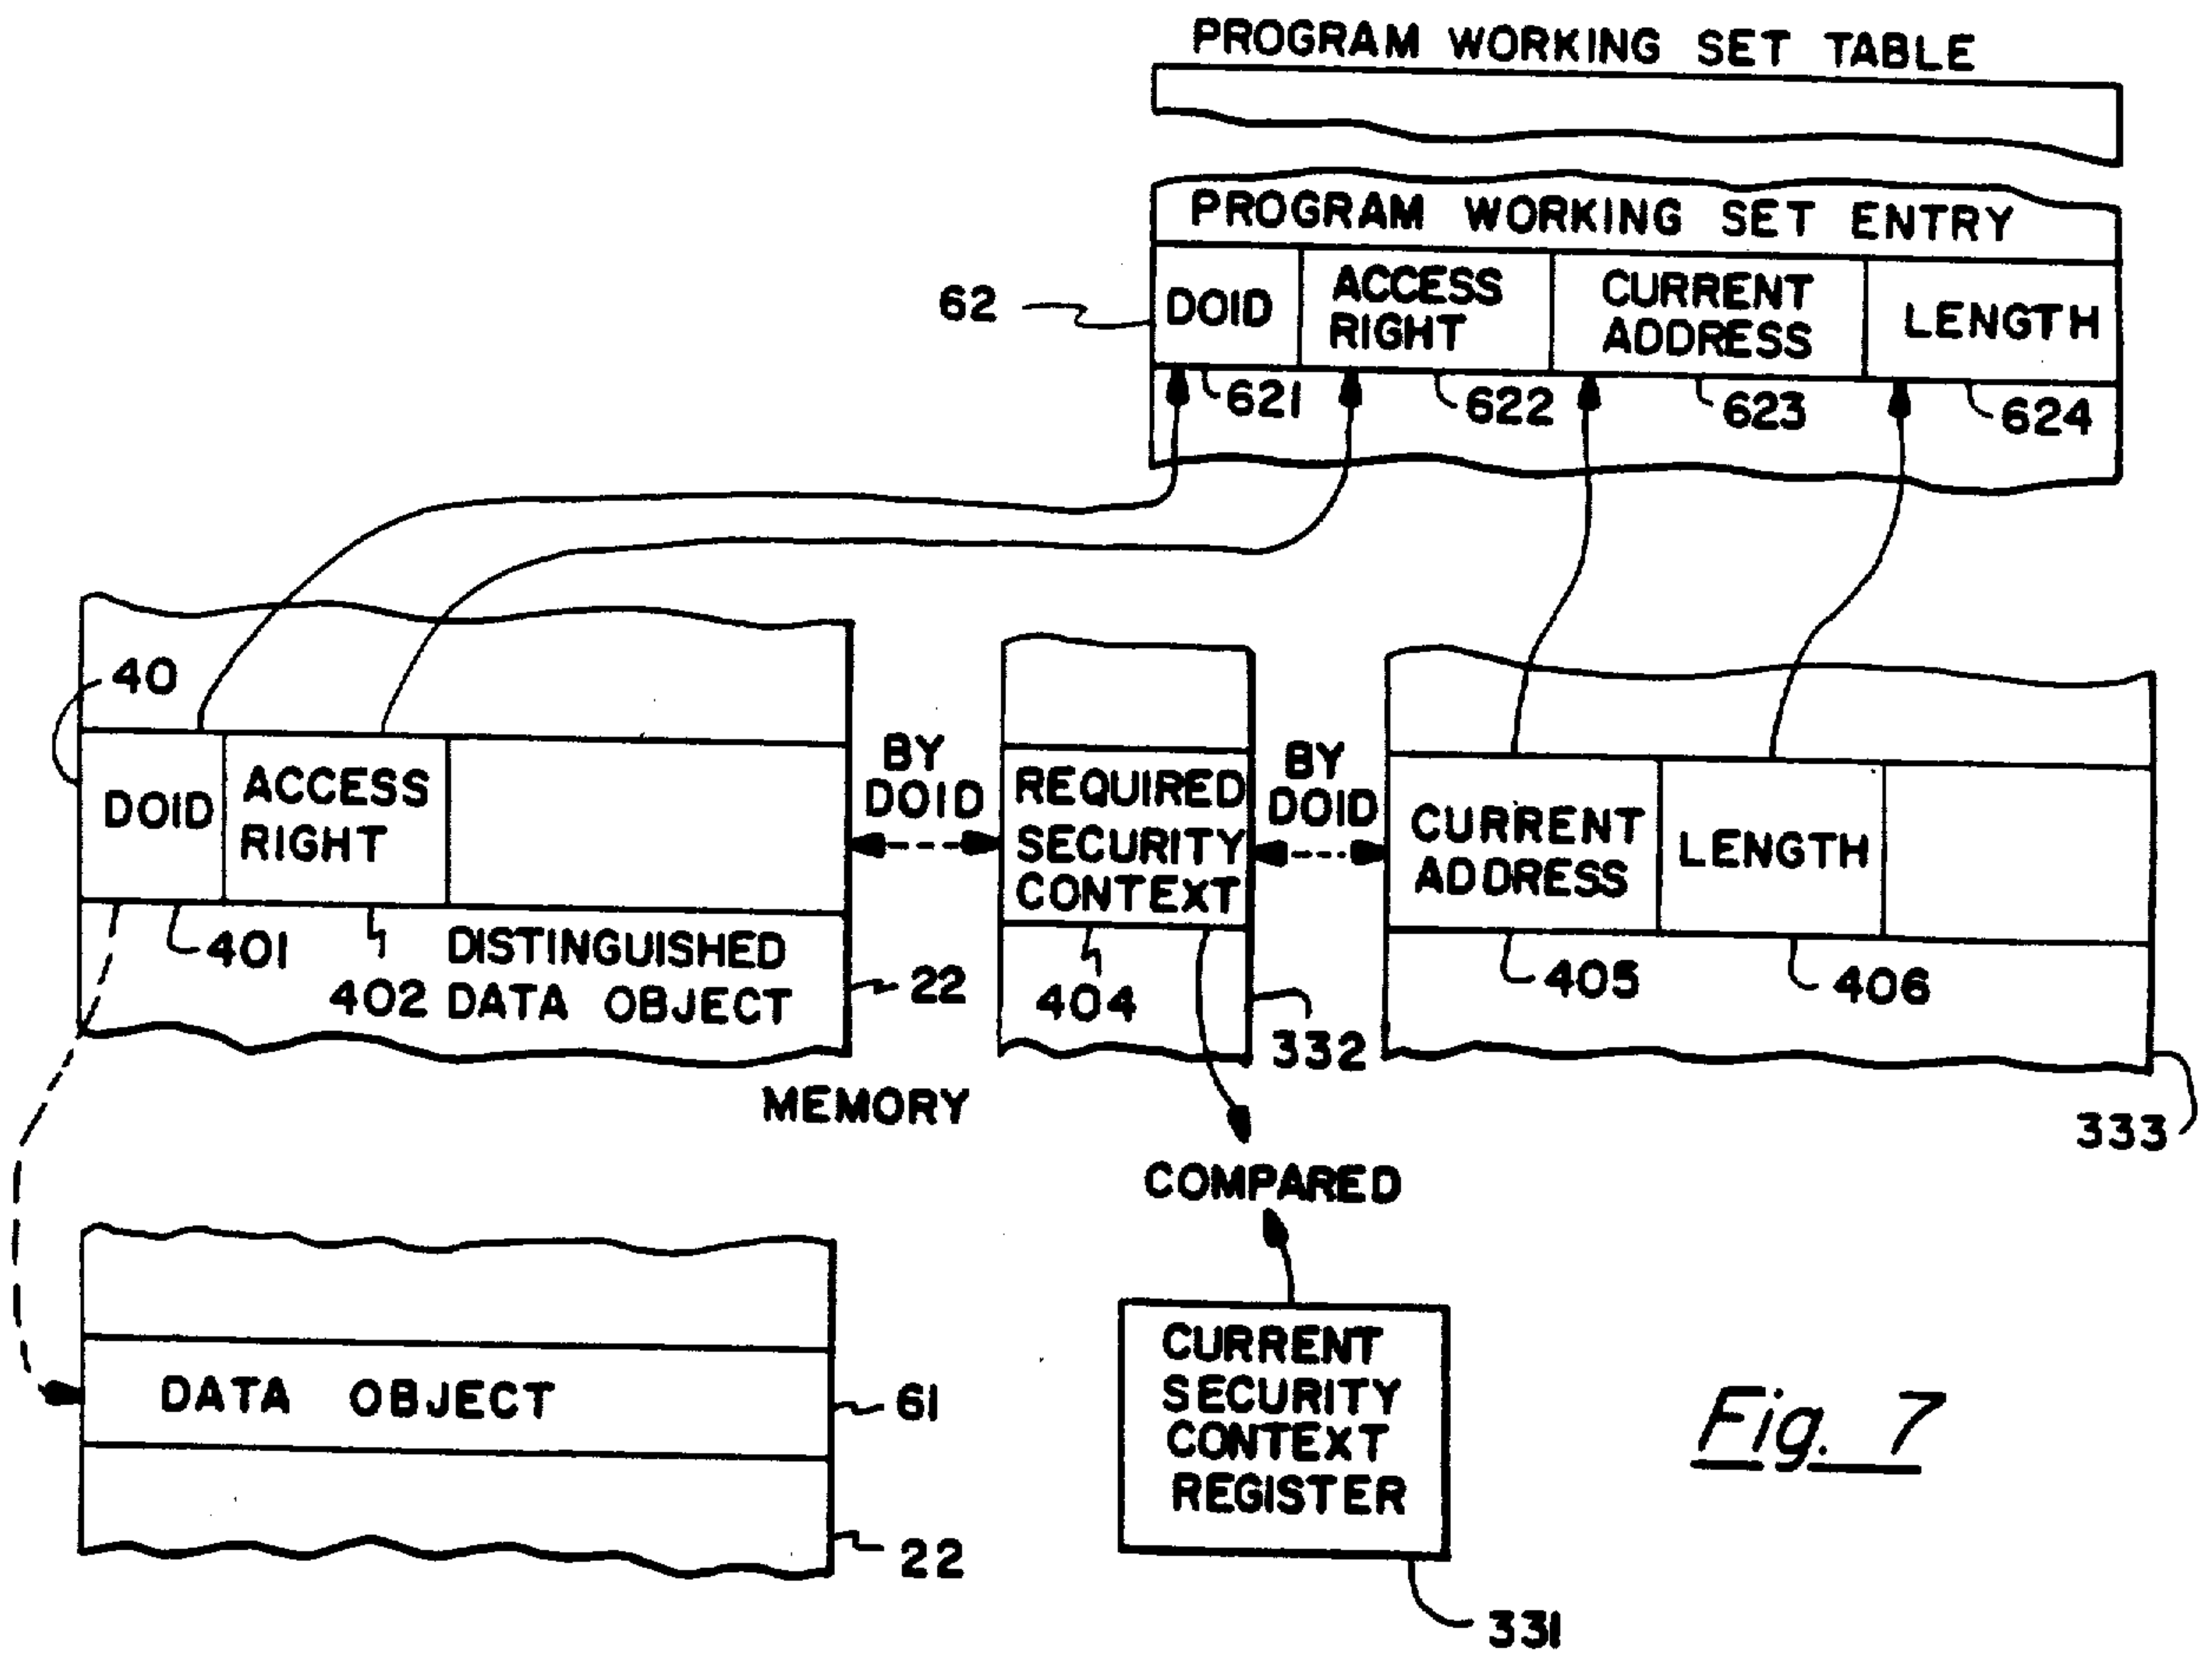 PROGRAM WORKING SET TABLE
PROGRAM WORKING SET ENTRY
62
DOID
ACCESS
RIGHT
CURRENT
ADDRESS
LENGTH
621
622
623
624
40
DOID
ACCESS
RIGHT
BY
DOID
REQUIRED
SECURITY
CONTEXT
BY
DOID
CURRENT
ADDRESS
LENGTH
401
402
DISTINGUISHED
DATA OBJECT
22
404
332
405
406
333
MEMORY
COMPARED
DATA OBJECT
61
22
CURRENT
SECURITY
CONTEXT
REGISTER
331
Fig. 7